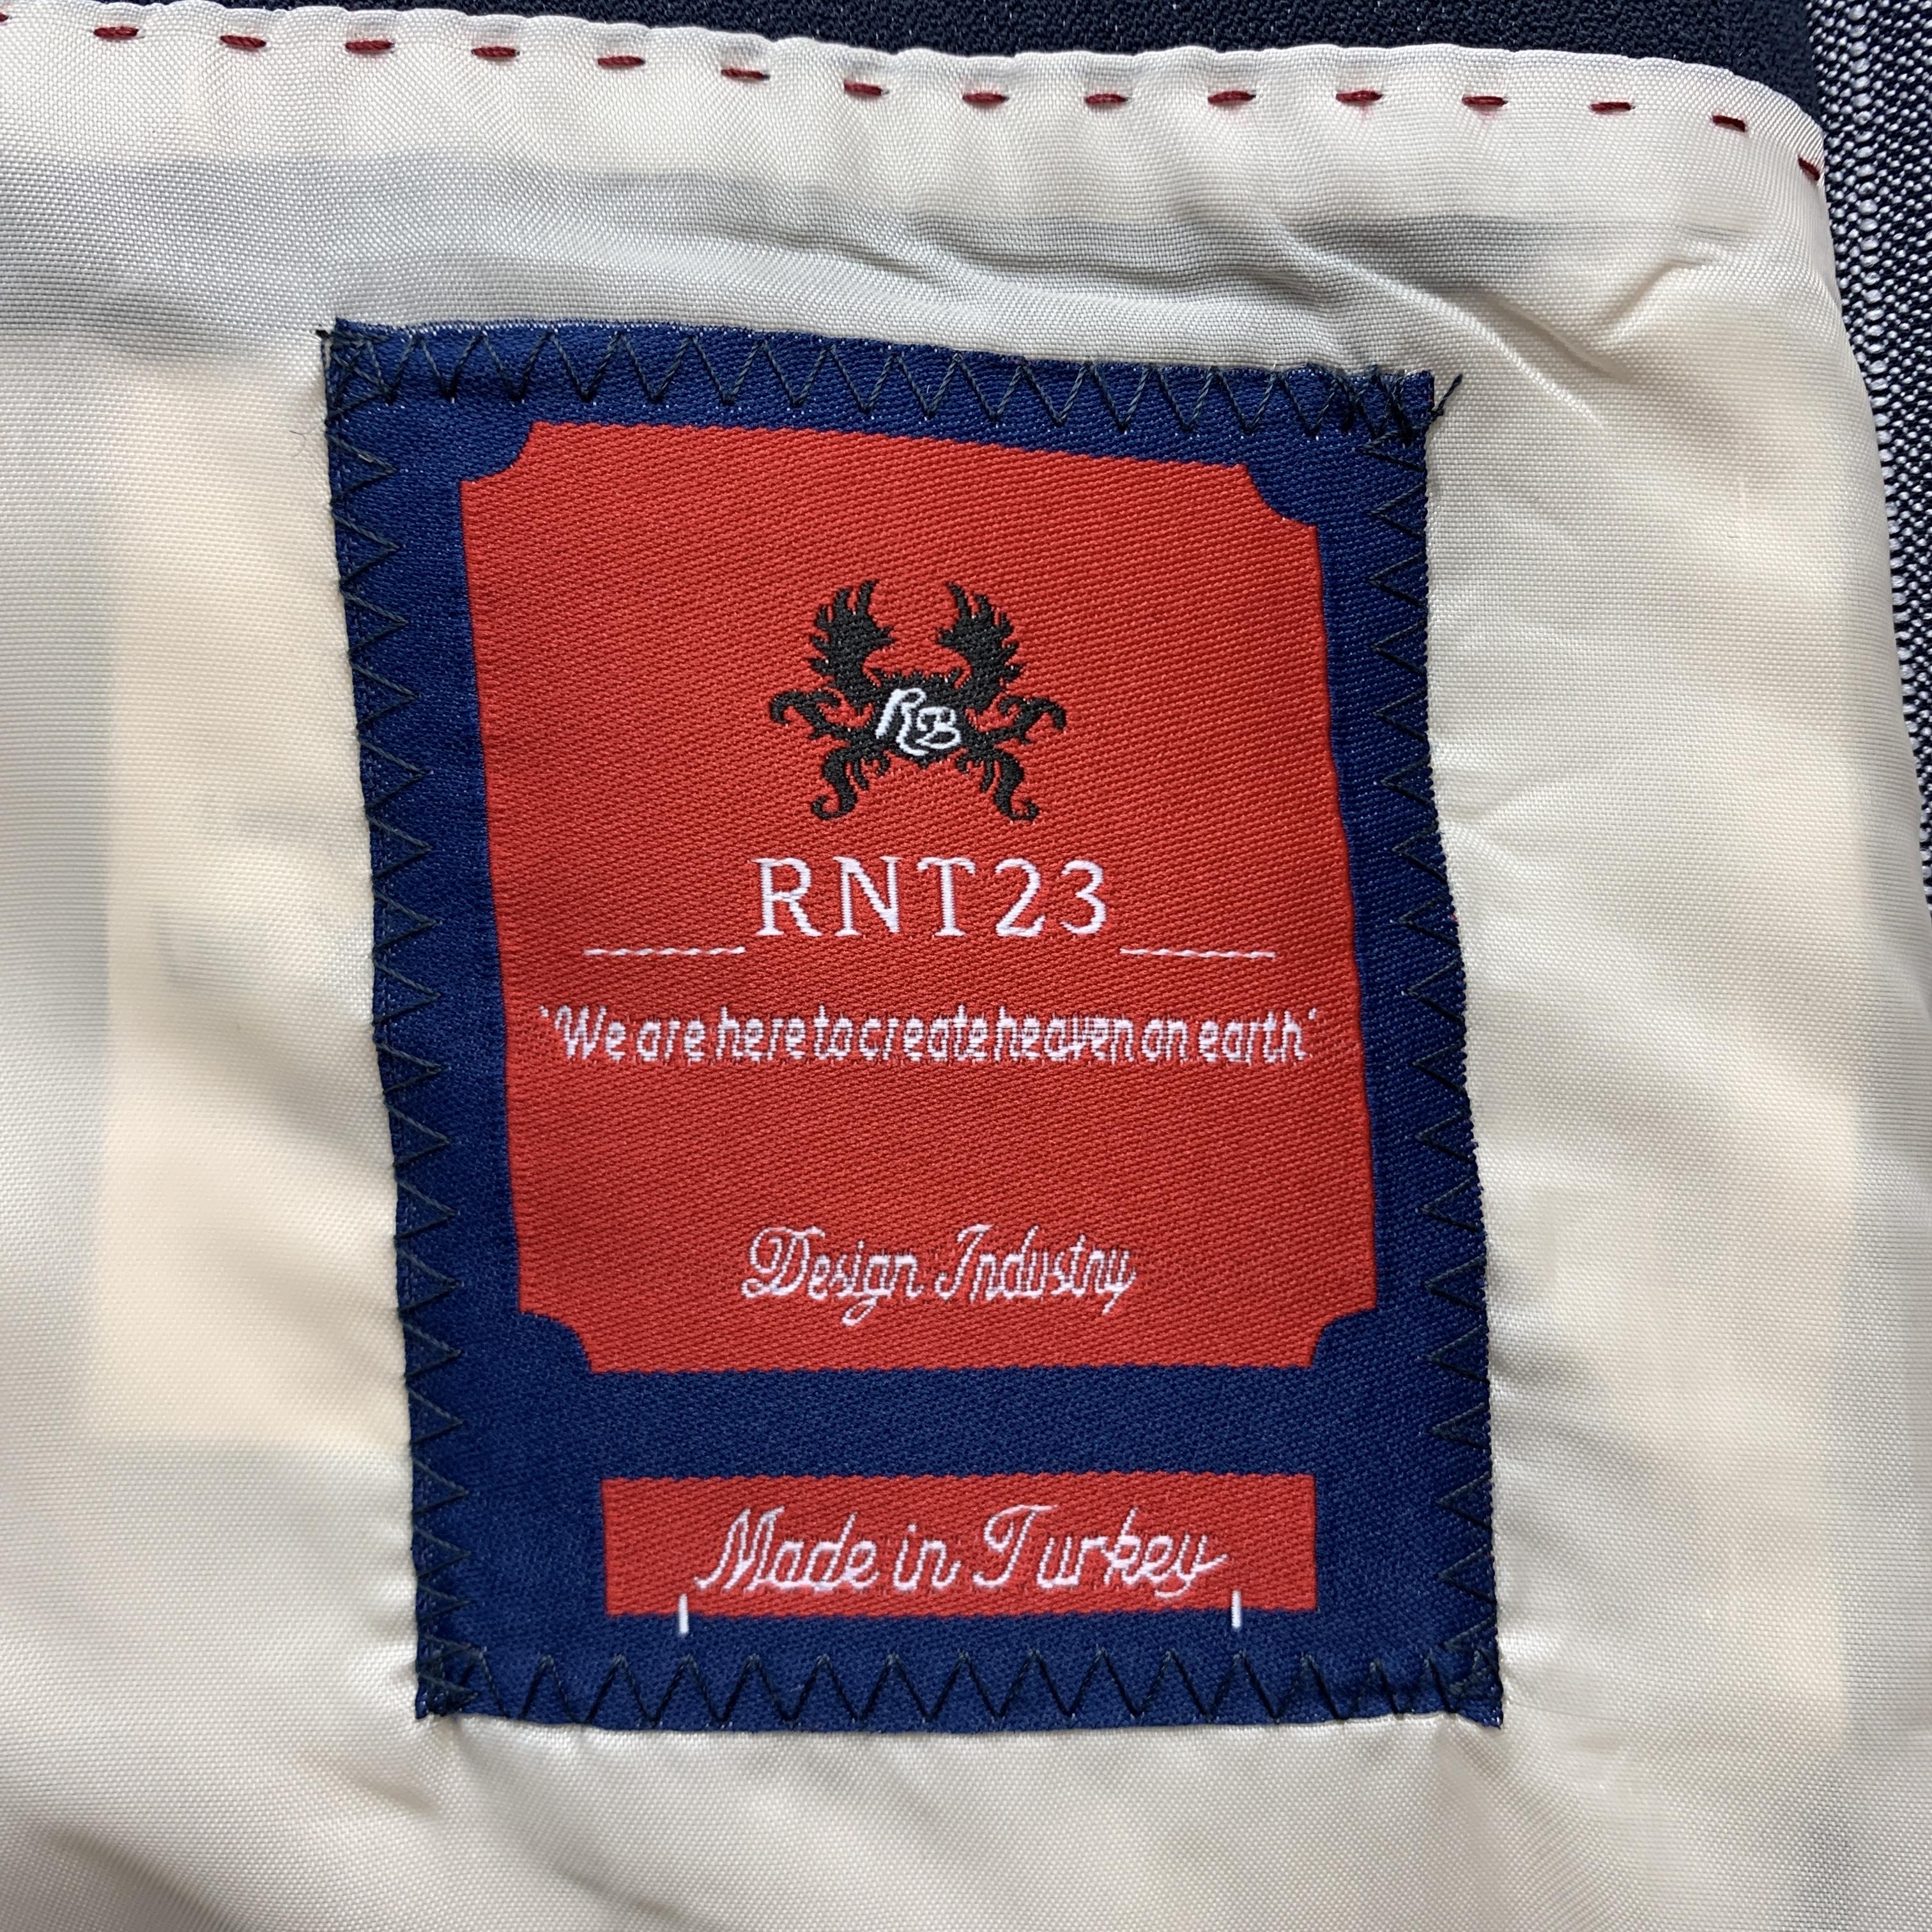 RB
RNT23
"We are here to create heaven on earth"
Design Industry
Made in Turkey